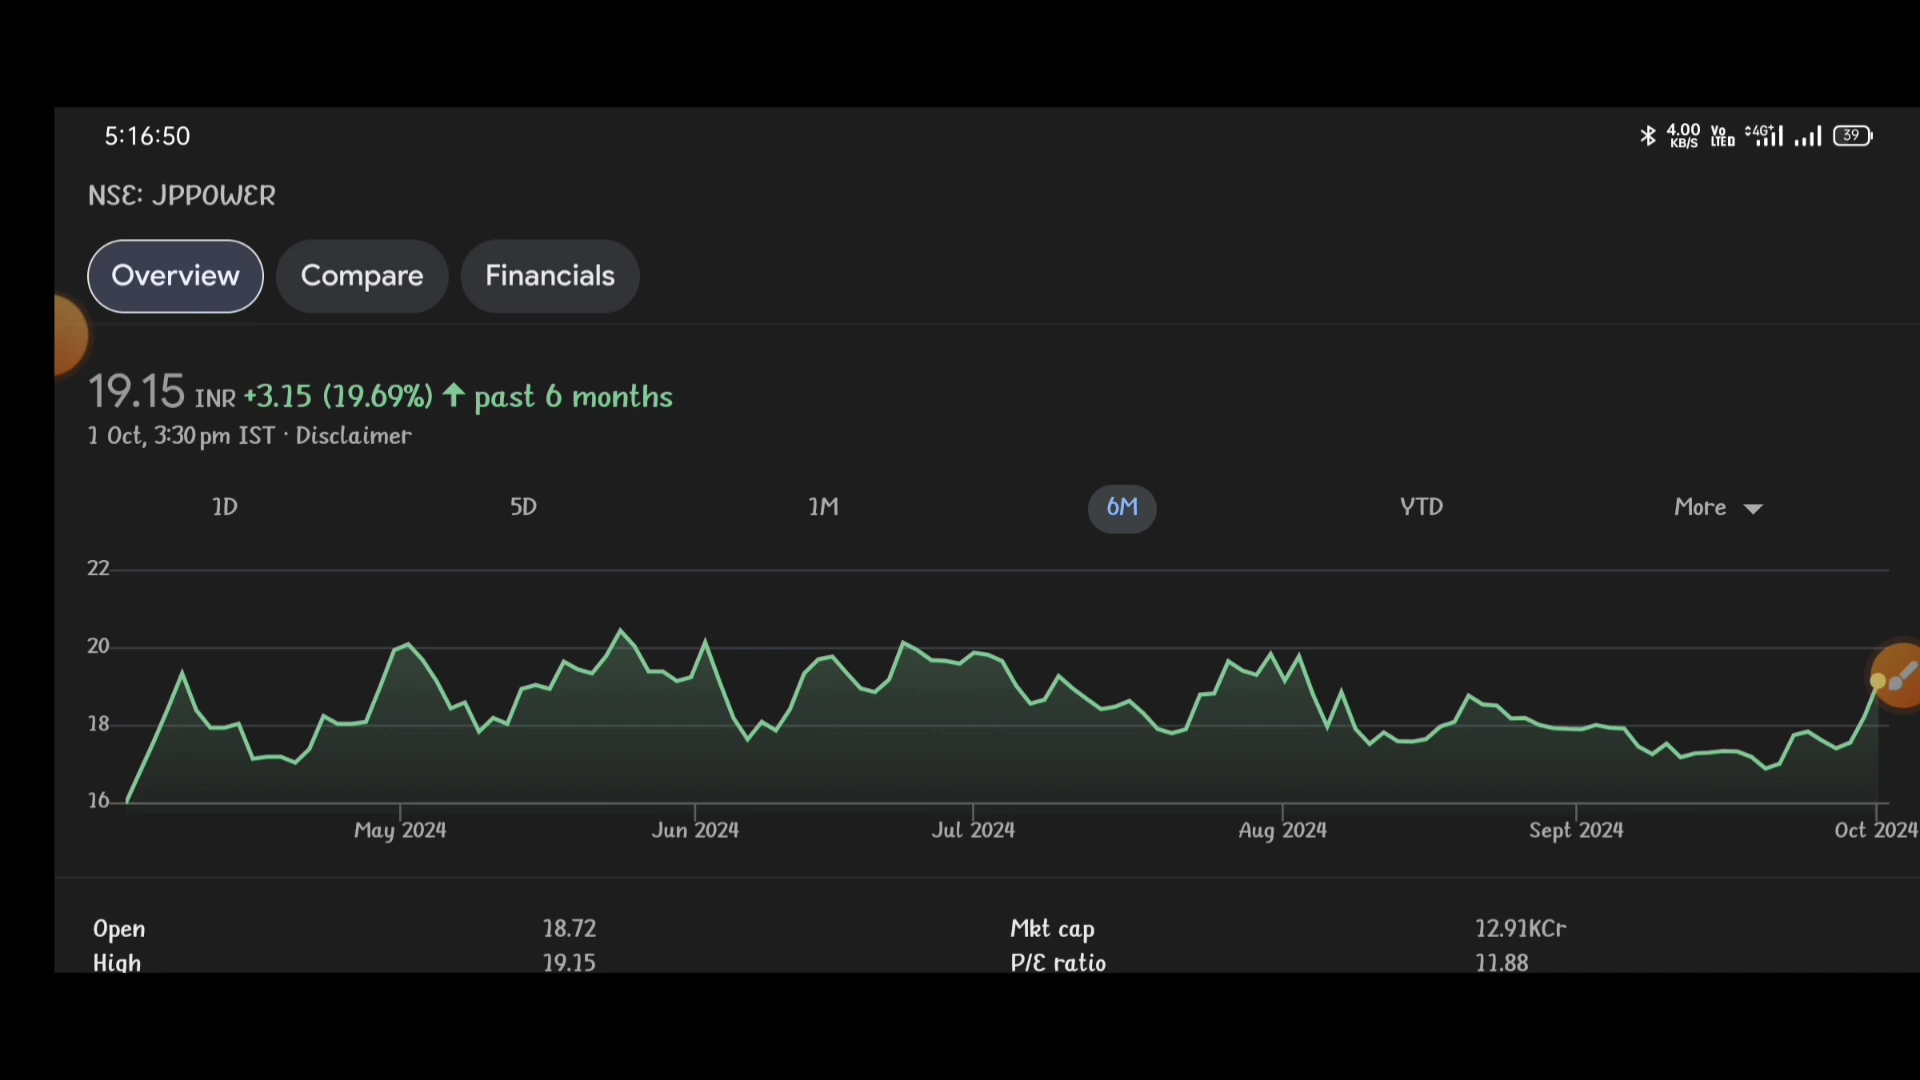 5:16:50
4.00 KB/S Vo LTE D 4G+ 39
NSE: JPPOWER
Overview Compare Financials
19.15 INR +3.15 (19.69%) ↑ past 6 months
1 Oct, 3:30 pm IST · Disclaimer
1D 5D 1M 6M YTD More
22
20
18
16
May 2024 Jun 2024 Jul 2024 Aug 2024 Sept 2024 Oct 2024
Open 18.72 Mkt cap 12.91KCr
High 19.15 P/E ratio 11.88